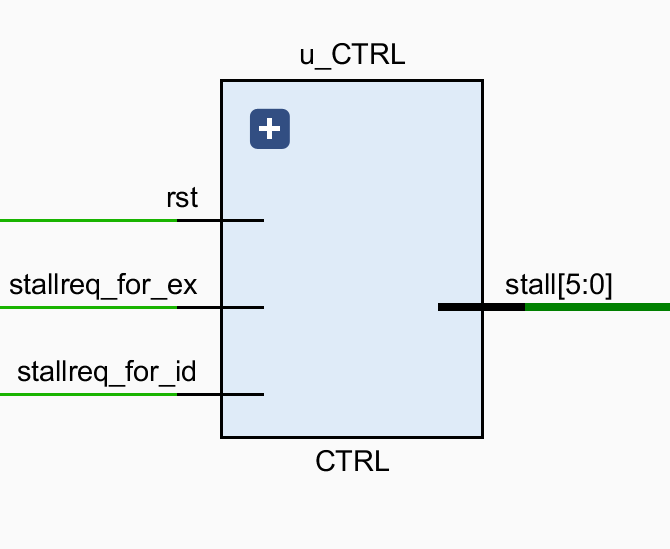 u_CTRL
rst
stallreq_for_ex
stall[5:0]
stallreq_for_id
CTRL